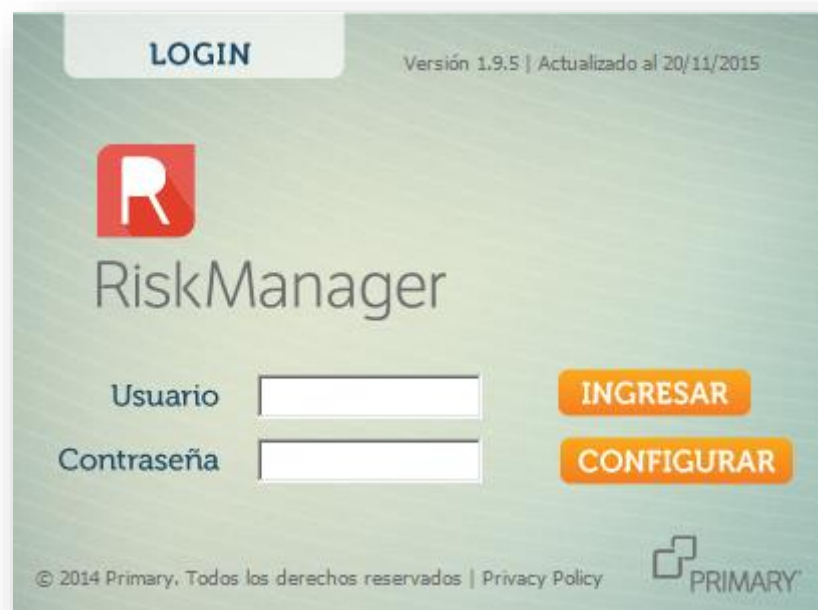 LOGIN
Versión 1.9.5 | Actualizado al 20/11/2015
R
RiskManager
Usuario
INGRESAR
Contraseña
CONFIGURAR
© 2014 Primary. Todos los derechos reservados | Privacy Policy
PRIMARY